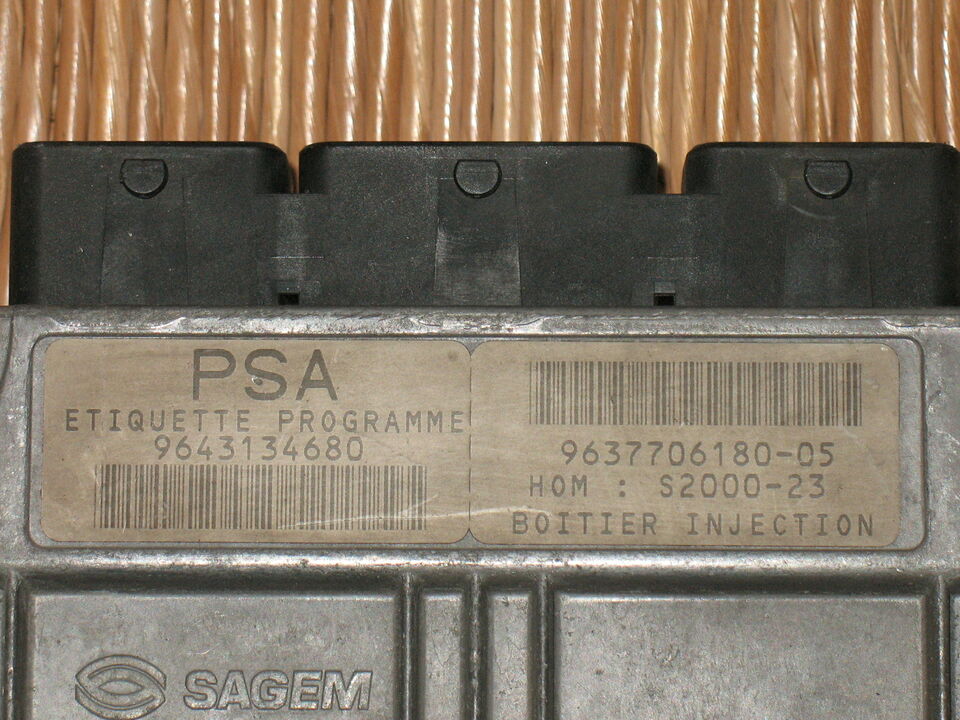 PSA
ETIQUETTE PROGRAMME
9643134680
9637706180-05
HOM : S2000-23
BOITIER INJECTION
SAGEM